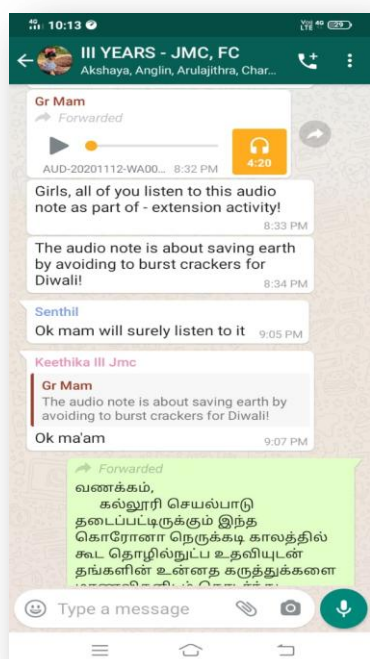 10:13
III YEARS - JMC, FC
Akshaya, Anglin, Arulajithra, Char...
Gr Mam
Forwarded
4:20
AUD-20201112-WA00... 8:32 PM
Girls, all of you listen to this audio
note as part of - extension activity!
8:33 PM
The audio note is about saving earth
by avoiding to burst crackers for
Diwali!
8:34 PM
Senthil
Ok mam will surely listen to it 9:05 PM
Keethika III Jmc
Gr Mam
The audio note is about saving earth by
avoiding to burst crackers for Diwali!
Ok ma'am
9:07 PM
Forwarded
வணக்கம்,
கல்லூரி செயல்பாடு
தடைப்பட்டிருக்கும் இந்த
கொரோனா நெருக்கடி காலத்தில்
கூட தொழில்நுட்ப உதவியுடன்
தங்களின் உன்னத கருத்துக்களை
Type a message